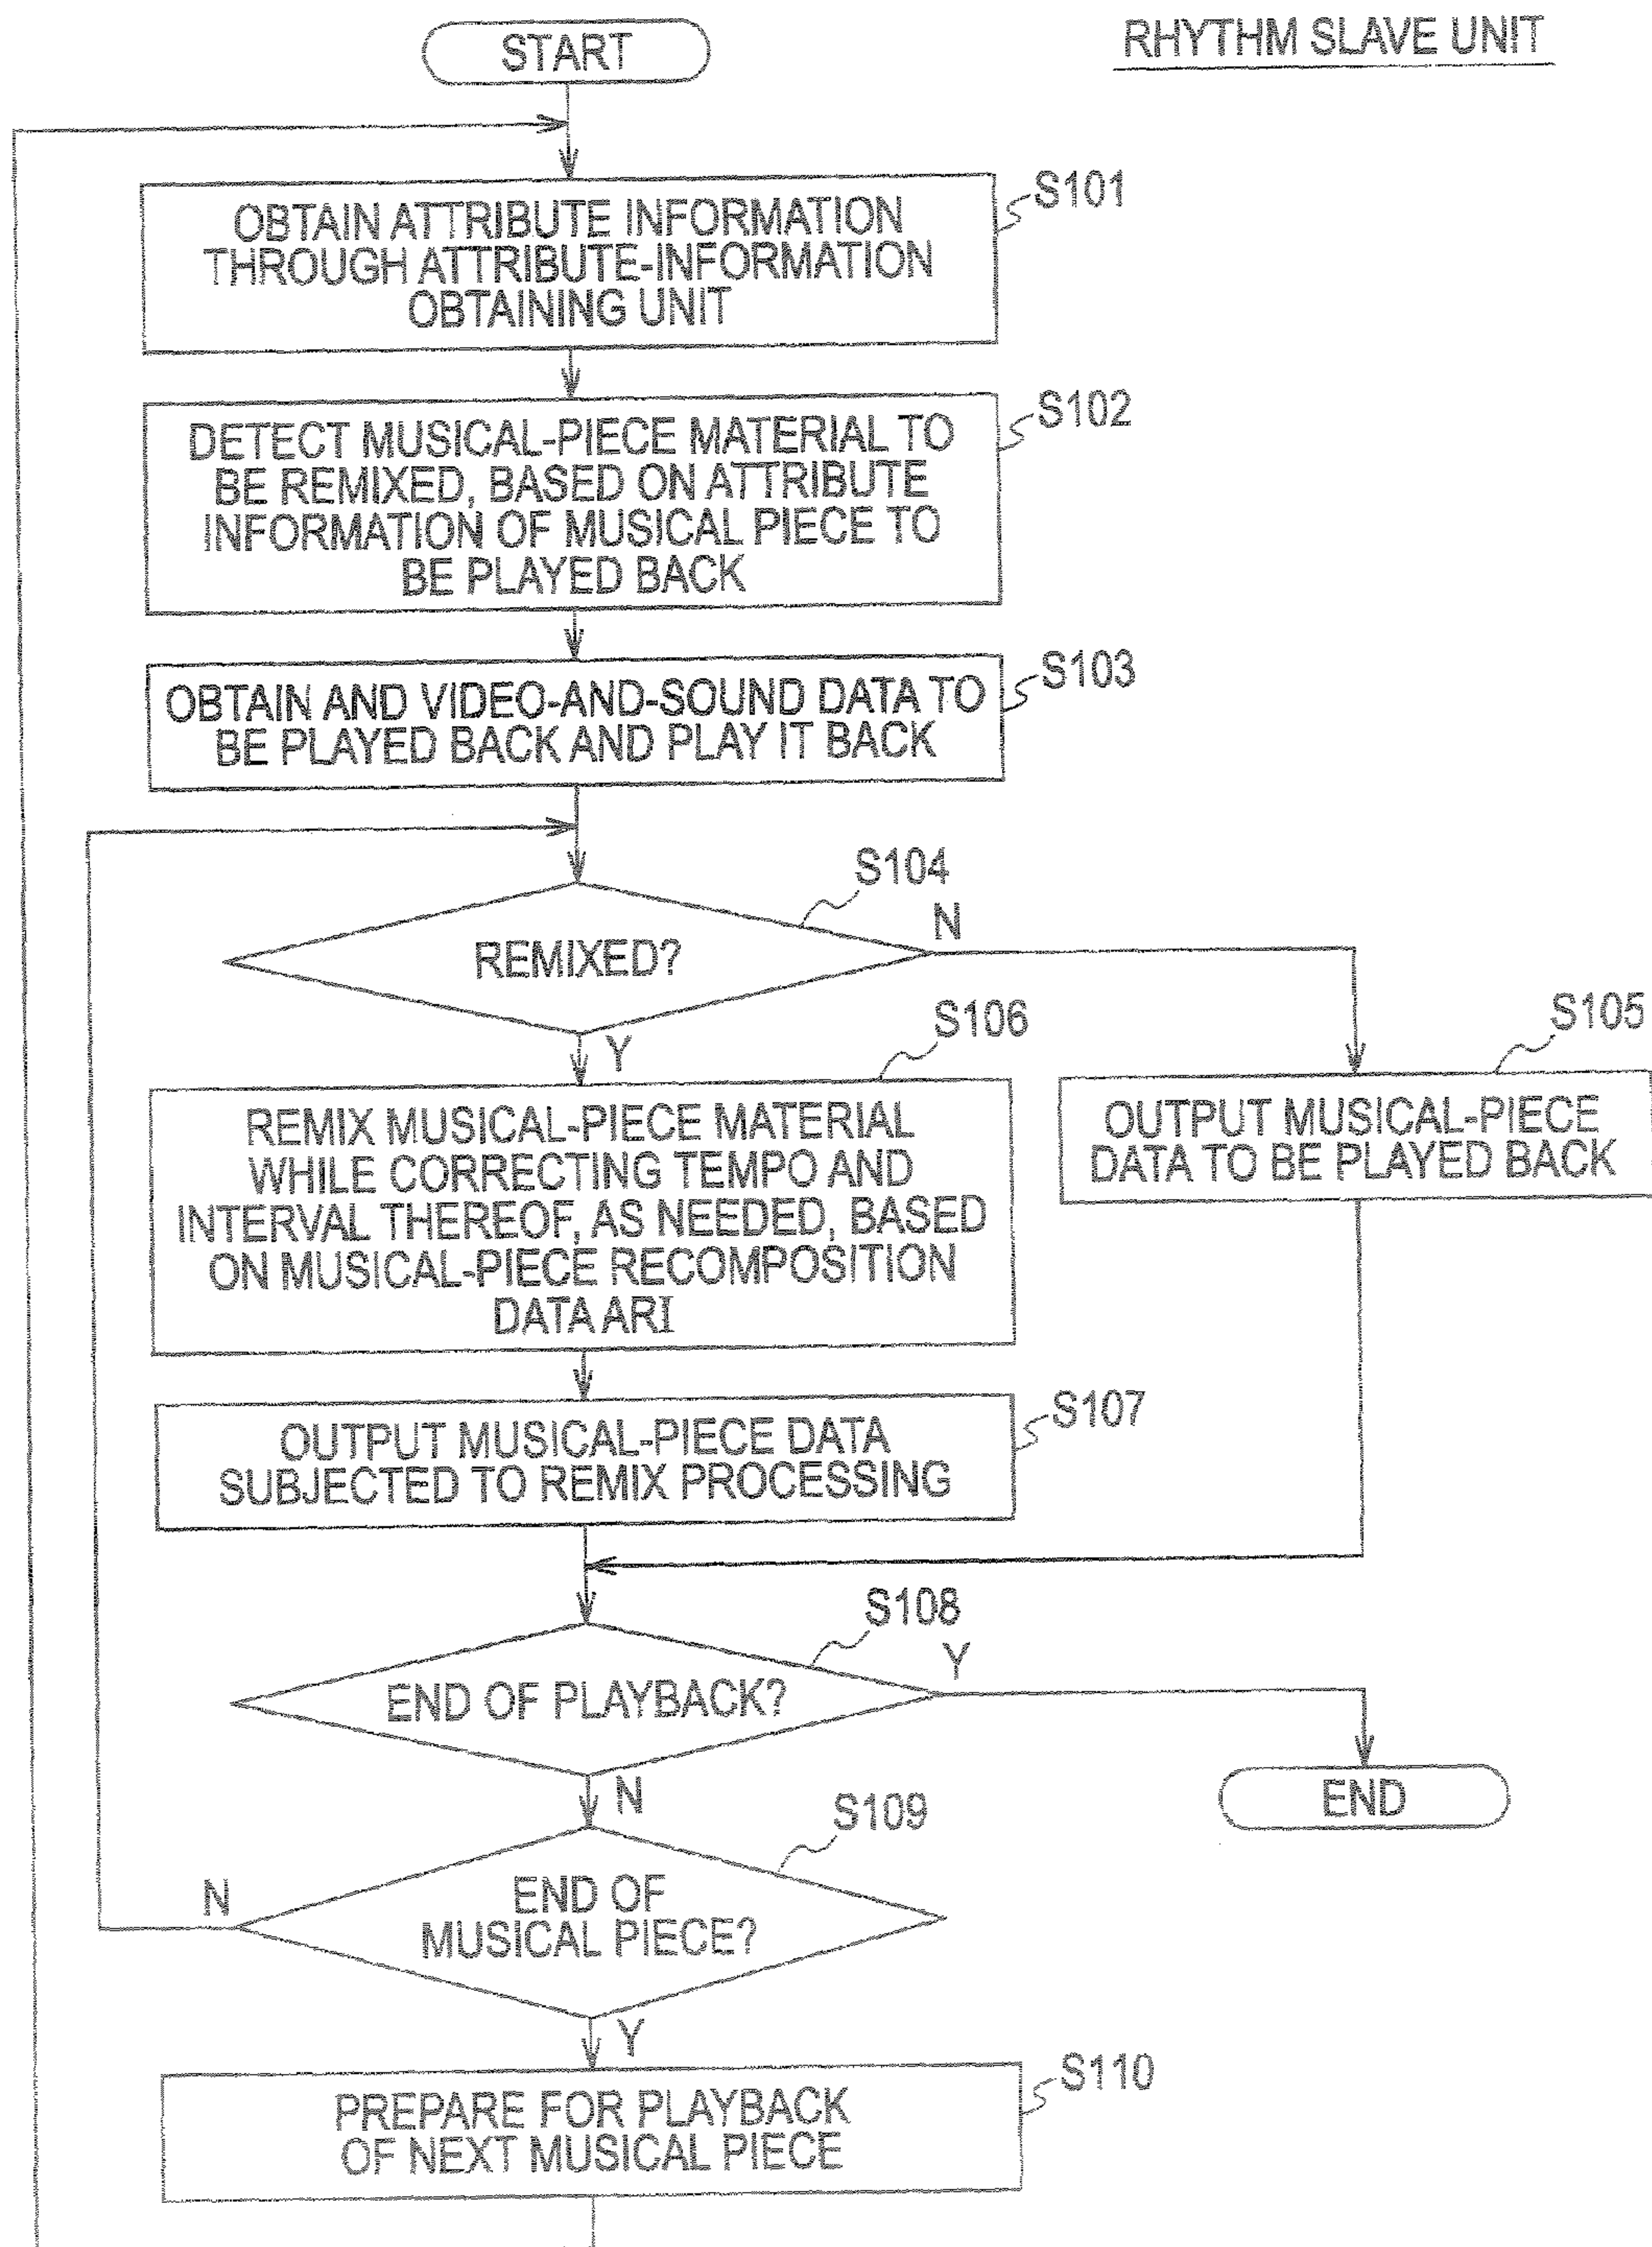 START
RHYTHM SLAVE UNIT
S101
OBTAIN ATTRIBUTE INFORMATION
THROUGH ATTRIBUTE-INFORMATION
OBTAINING UNIT
S102
DETECT MUSICAL-PIECE MATERIAL TO
BE REMIXED, BASED ON ATTRIBUTE
INFORMATION OF MUSICAL PIECE TO
BE PLAYED BACK
S103
OBTAIN AND VIDEO-AND-SOUND DATA TO
BE PLAYED BACK AND PLAY IT BACK
S104
N
REMIXED?
Y
S106
S105
REMIX MUSICAL-PIECE MATERIAL
WHILE CORRECTING TEMPO AND
INTERVAL THEREOF, AS NEEDED, BASED
ON MUSICAL-PIECE RECOMPOSITION
DATA ARI
OUTPUT MUSICAL-PIECE
DATA TO BE PLAYED BACK
S107
OUTPUT MUSICAL-PIECE DATA
SUBJECTED TO REMIX PROCESSING
S108
Y
END OF PLAYBACK?
N
END
S109
N
END OF
MUSICAL PIECE?
Y
S110
PREPARE FOR PLAYBACK
OF NEXT MUSICAL PIECE